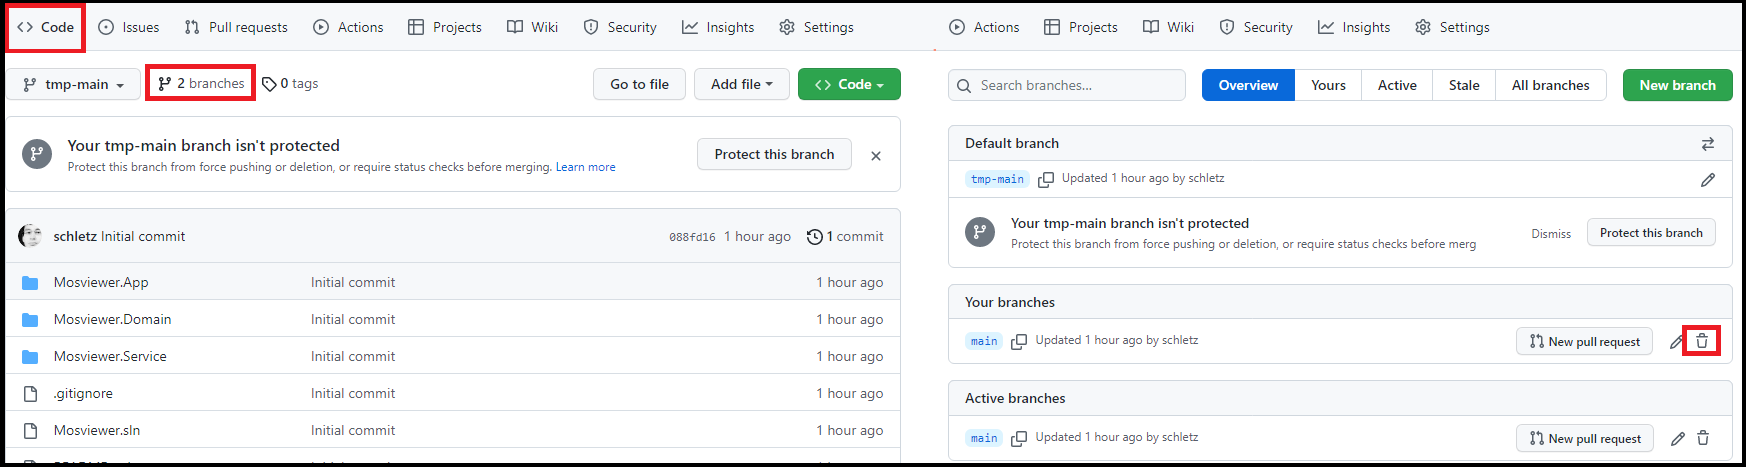 Code Issues Pull requests Actions Projects Wiki Security Insights Settings
tmp-main 2 branches 0 tags Go to file Add file Code
Your tmp-main branch isn't protected
Protect this branch from force pushing or deletion, or require status checks before merging. Learn more
Protect this branch
schletz Initial commit 088fd16 1 hour ago 1 commit
Mosviewer.App Initial commit 1 hour ago
Mosviewer.Domain Initial commit 1 hour ago
Mosviewer.Service Initial commit 1 hour ago
.gitignore Initial commit 1 hour ago
Mosviewer.sln Initial commit 1 hour ago
Actions Projects Wiki Security Insights Settings
Search branches... Overview Yours Active Stale All branches New branch
Default branch
tmp-main Updated 1 hour ago by schletz
Your tmp-main branch isn't protected
Protect this branch from force pushing or deletion, or require status checks before merg
Dismiss Protect this branch
Your branches
main Updated 1 hour ago by schletz New pull request
Active branches
main Updated 1 hour ago by schletz New pull request